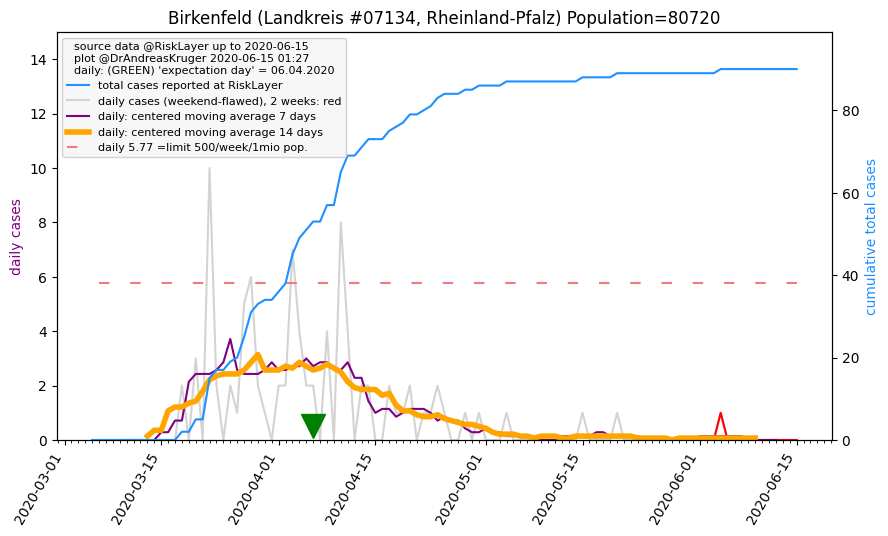 Birkenfeld (Landkreis #07134, Rheinland-Pfalz) Population=80720
source data @RiskLayer up to 2020-06-15
plot @DrAndreasKruger 2020-06-15 01:27
daily: (GREEN) 'expectation day' = 06.04.2020
total cases reported at RiskLayer
daily cases (weekend-flawed), 2 weeks: red
daily: centered moving average 7 days
daily: centered moving average 14 days
daily 5.77 =limit 500/week/1mio pop.
daily cases
14
12
10
8
6
4
2
0
80
60
40
20
0
cumulative total cases
2020-03-01
2020-03-15
2020-04-01
2020-04-15
2020-05-01
2020-05-15
2020-06-01
2020-06-15